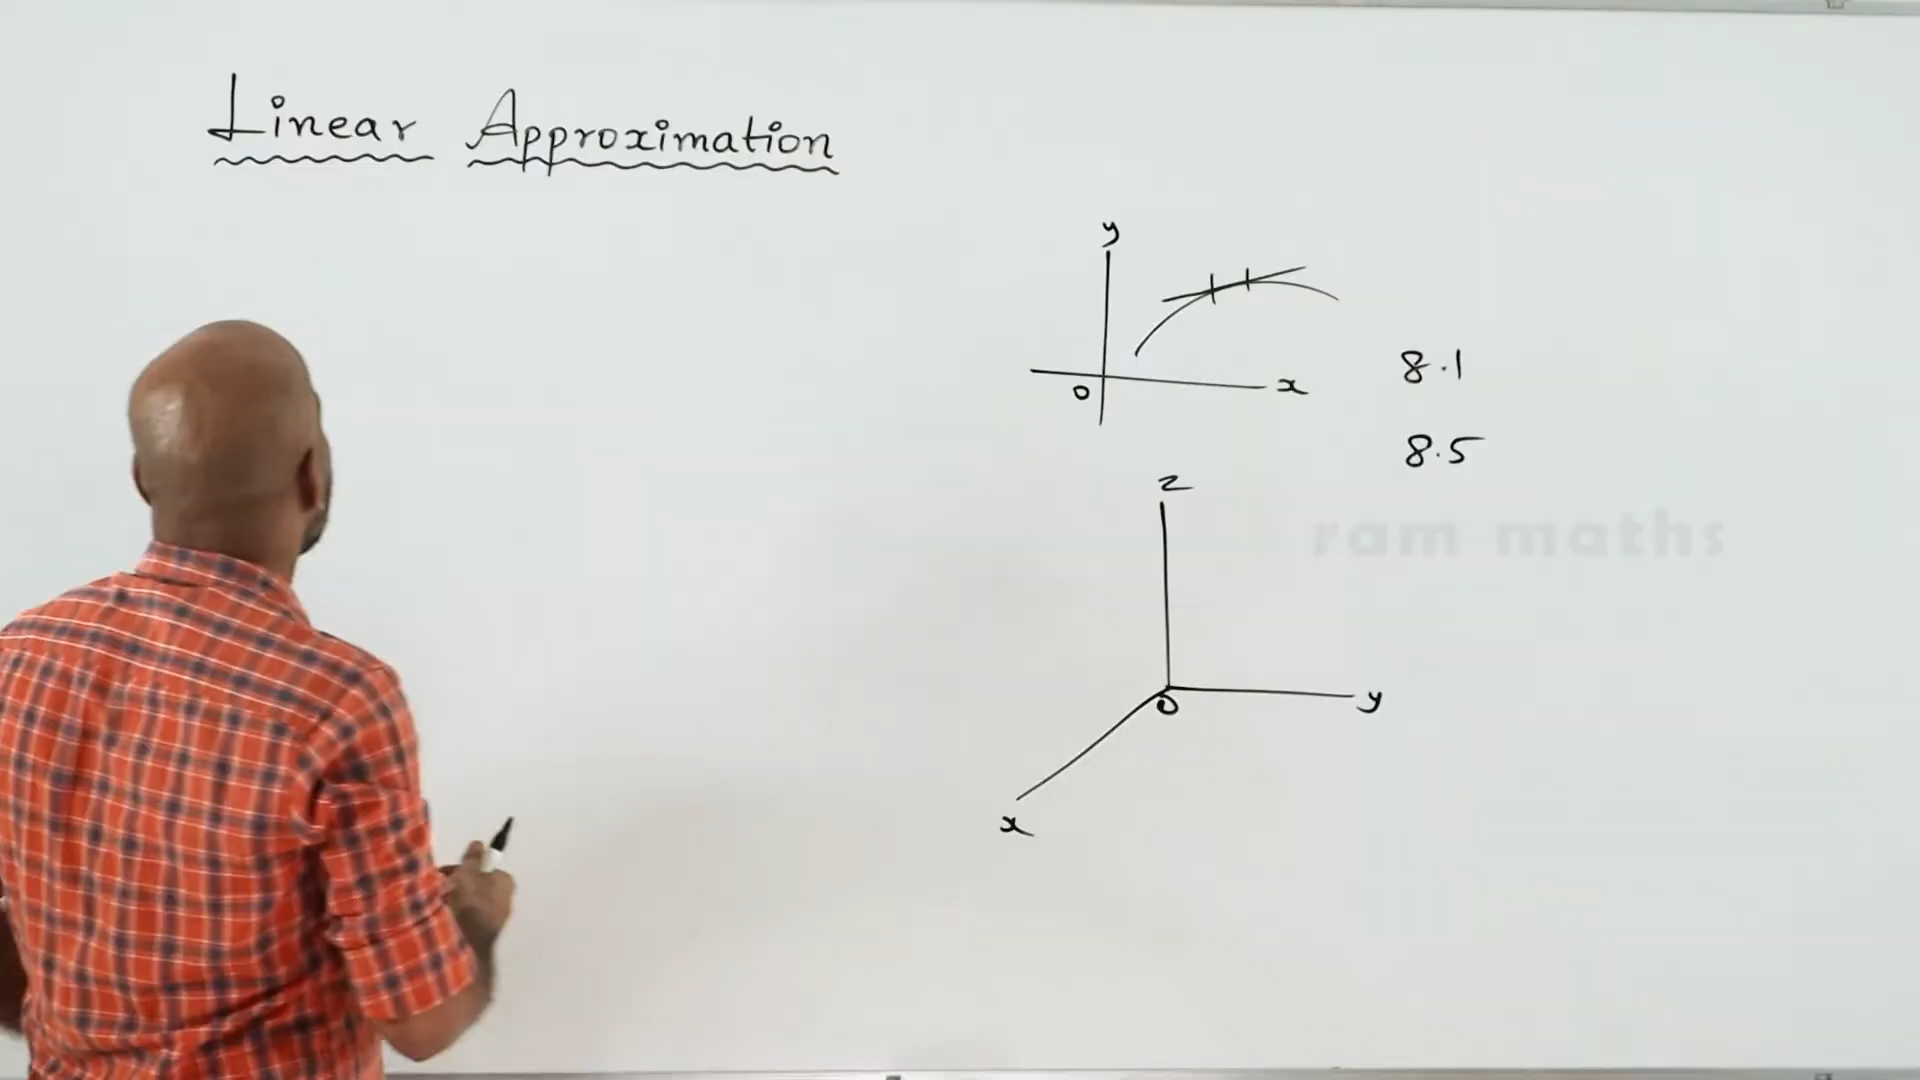 Linear Approximation
y
0 x
8.1
8.5
z
ram maths
0 y
x